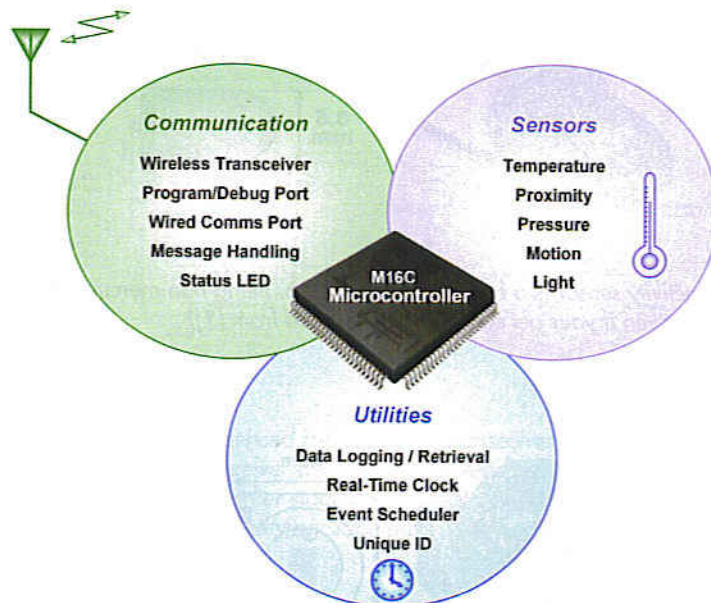 Communication
Wireless Transceiver
Program/Debug Port
Wired Comms Port
Message Handling
Status LED
Sensors
Temperature
Proximity
Pressure
Motion
Light
M16C
Microcontroller
Utilities
Data Logging / Retrieval
Real-Time Clock
Event Scheduler
Unique ID